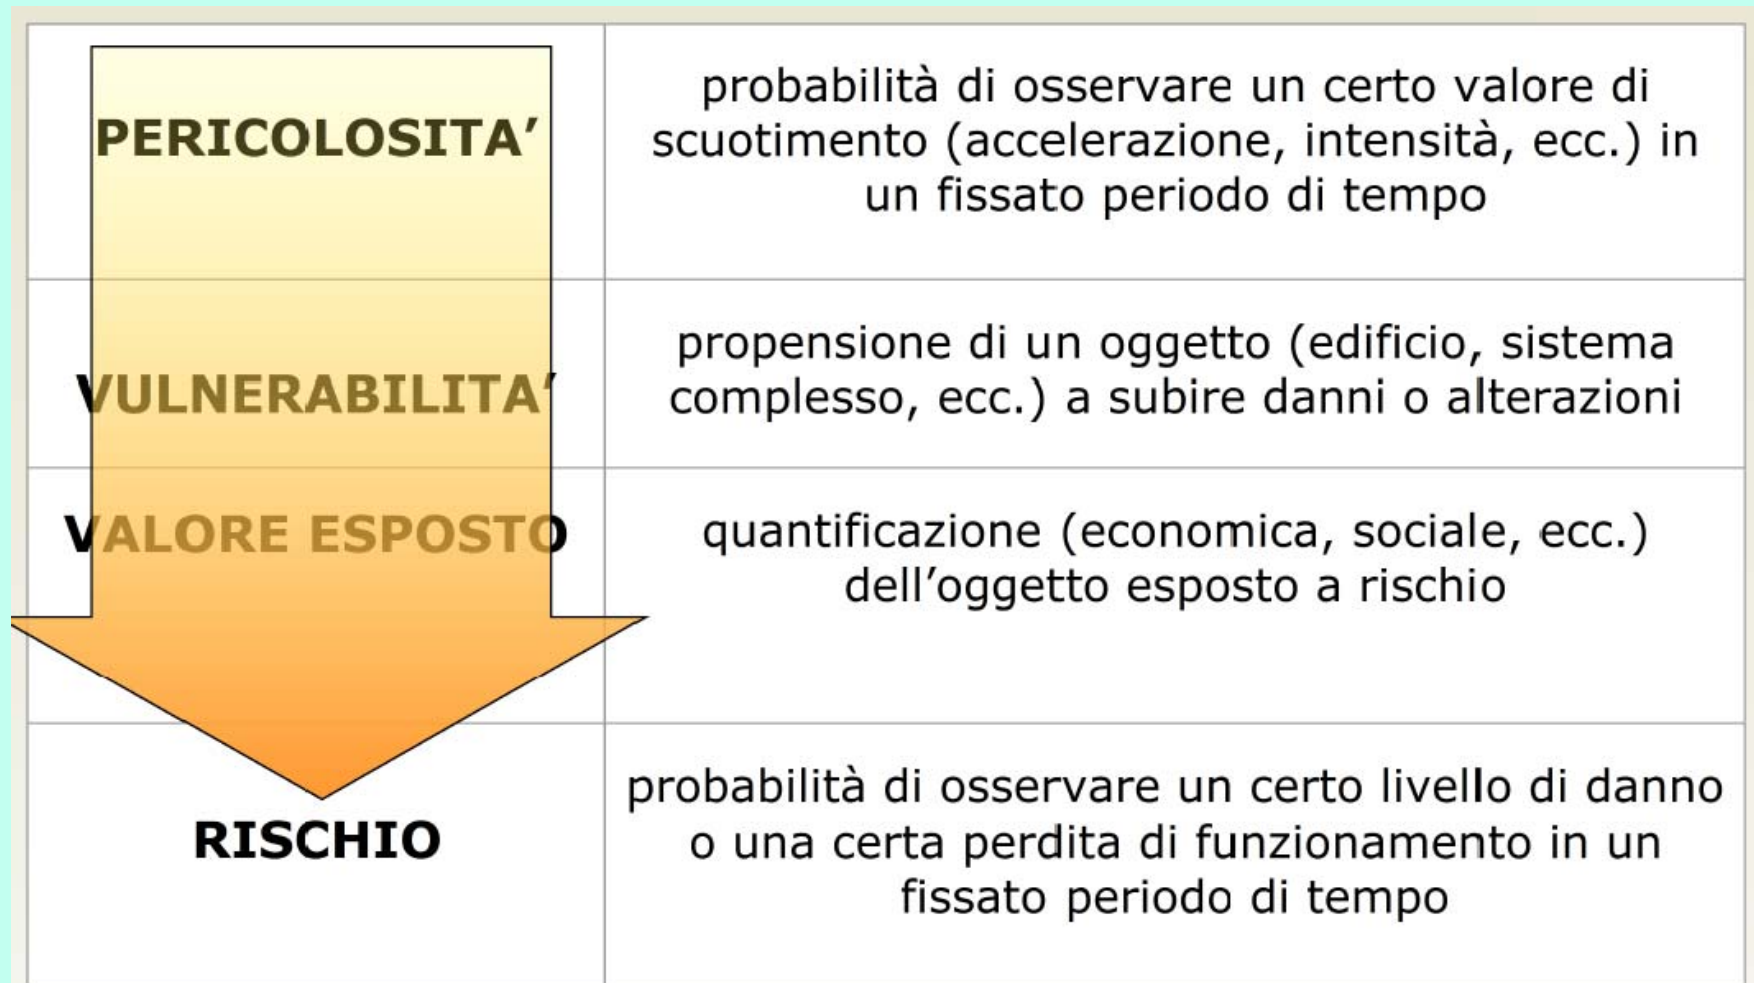 PERICOLOSITA’
probabilità di osservare un certo valore di
scuotimento (accelerazione, intensità, ecc.) in
un fissato periodo di tempo
VULNERABILITA’
propensione di un oggetto (edificio, sistema
complesso, ecc.) a subire danni o alterazioni
VALORE ESPOSTO
quantificazione (economica, sociale, ecc.)
dell’oggetto esposto a rischio
RISCHIO
probabilità di osservare un certo livello di danno
o una certa perdita di funzionamento in un
fissato periodo di tempo